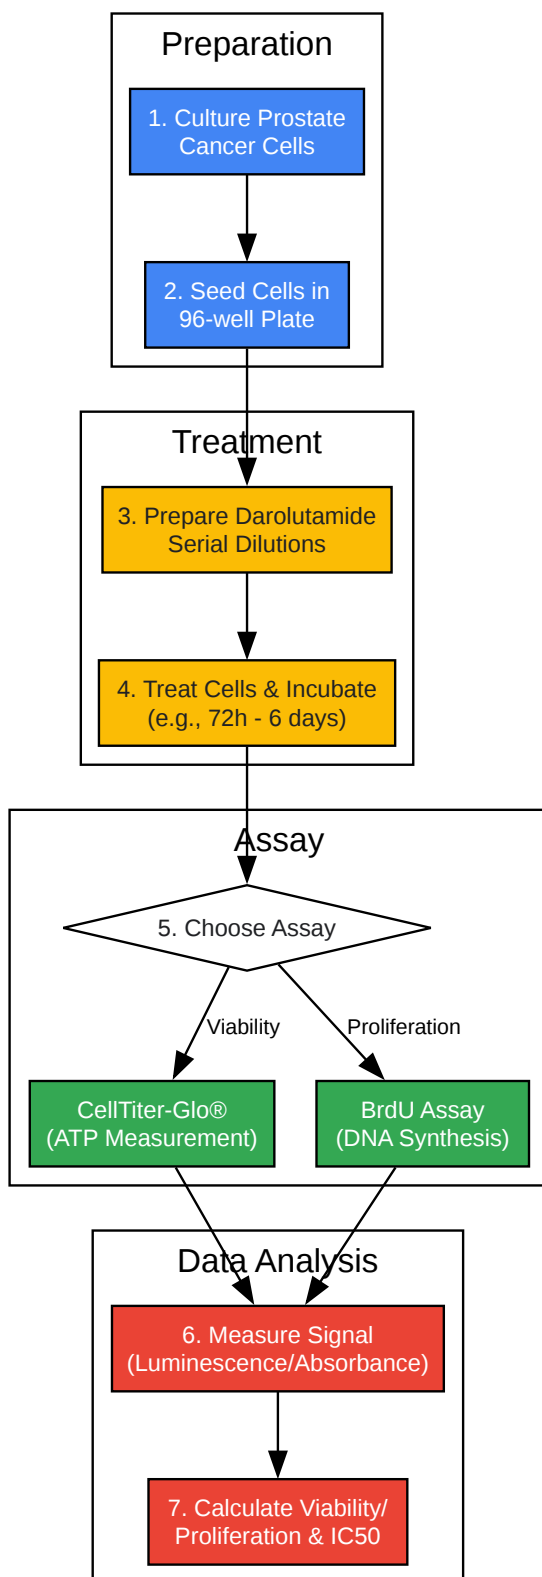 Preparation
1. Culture Prostate
Cancer Cells
2. Seed Cells in
96-well Plate
Treatment
3. Prepare Darolutamide
Serial Dilutions
4. Treat Cells & Incubate
(e.g., 72h - 6 days)
Assay
5. Choose Assay
Viability
Proliferation
CellTiter-Glo®
(ATP Measurement)
BrdU Assay
(DNA Synthesis)
Data Analysis
6. Measure Signal
(Luminescence/Absorbance)
7. Calculate Viability/
Proliferation & IC50